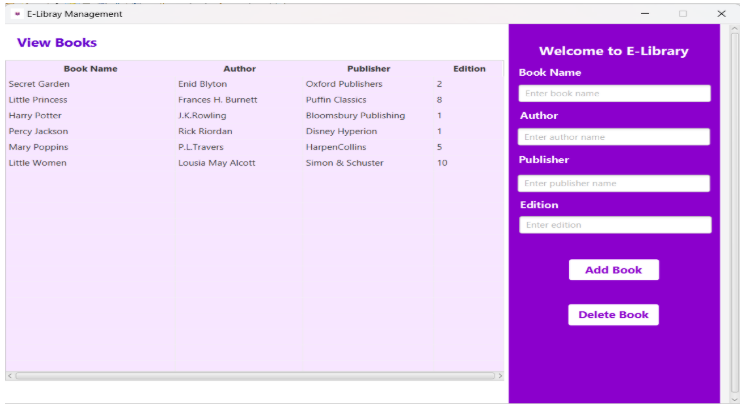 E-Libray Management
View Books
Book Name Author Publisher Edition
Secret Garden Enid Blyton Oxford Publishers 2
Little Princess Frances H. Burnett Puffin Classics 8
Harry Potter J.K.Rowling Bloomsbury Publishing 1
Percy Jackson Rick Riordan Disney Hyperion 1
Mary Poppins P.L.Travers HarpenCollins 5
Little Women Lousia May Alcott Simon & Schuster 10
Welcome to E-Library
Book Name
Enter book name
Author
Enter author name
Publisher
Enter publisher name
Edition
Enter edition
Add Book
Delete Book